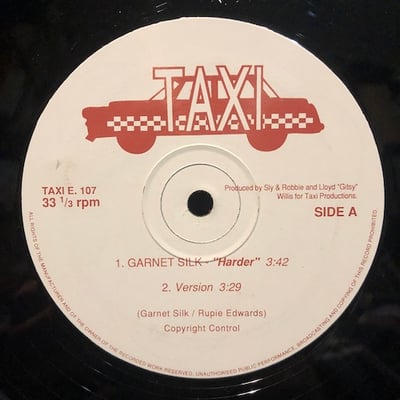 TAXI
TAXI E. 107
33 1/3 rpm
Produced by Sly & Robbie and Lloyd "Gitsy"
Willis for Taxi Productions.
SIDE A
1. GARNET SILK - "Harder" 3:42
2. Version 3:29
(Garnet Silk / Rupie Edwards)
Copyright Control
ALL RIGHTS OF THE MANUFACTURER AND OF THE OWNER OF THE RECORDED WORK RESERVED. UNAUTHORISED PUBLIC PERFORMANCE, BROADCASTING AND COPYING OF THIS RECORD PROHIBITED.